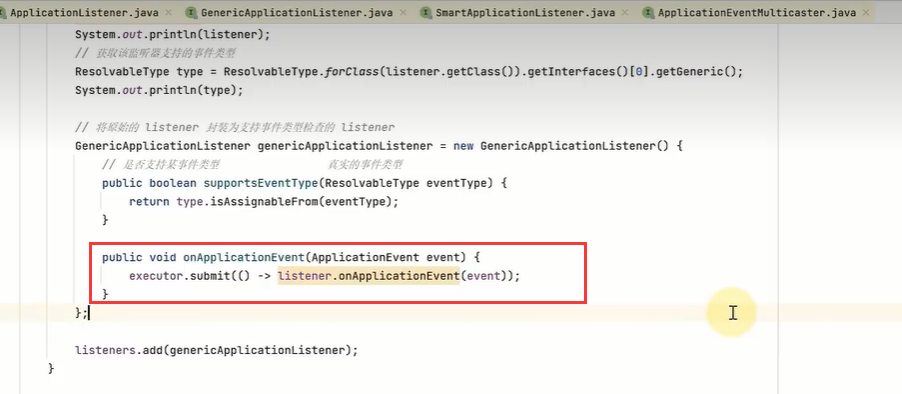 ApplicationListener.java × GenericApplicationListener.java × SmartApplicationListener.java × ApplicationEventMulticaster.java ×
System.out.println(listener);
// 获取该监听器支持的事件类型
ResolvableType type = ResolvableType.forClass(listener.getClass()).getInterfaces()[0].getGeneric();
System.out.println(type);
// 将原始的 listener 封装为支持事件类型检查的 listener
GenericApplicationListener genericApplicationListener = new GenericApplicationListener() {
// 是否支持某事件类型 真实的事件类型
public boolean supportsEventType(ResolvableType eventType) {
return type.isAssignableFrom(eventType);
}
public void onApplicationEvent(ApplicationEvent event) {
executor.submit(() -> listener.onApplicationEvent(event));
}
};
listeners.add(genericApplicationListener);
}